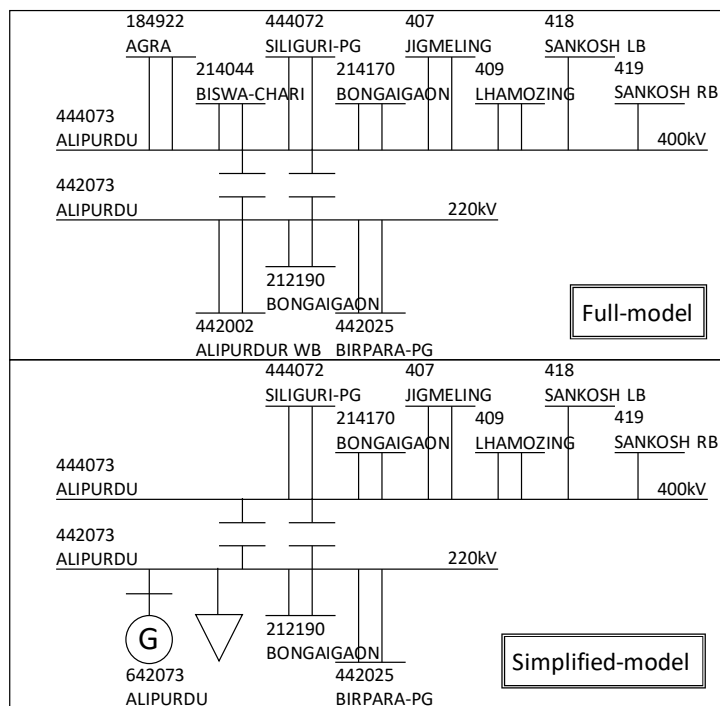 184922
AGRA
444072
SILIGURI-PG
407
JIGMELING
418
SANKOSH LB
214044
BISWA-CHARI
214170
BONGAIGAON
409
LHAMOZING
419
SANKOSH RB
444073
ALIPURDU
400kV
442073
ALIPURDU
220kV
212190
BONGAIGAON
442002
ALIPURDUR WB
442025
BIRPARA-PG
Full-model
444072
SILIGURI-PG
407
JIGMELING
418
SANKOSH LB
214170
BONGAIGAON
409
LHAMOZING
419
SANKOSH RB
444073
ALIPURDU
400kV
442073
ALIPURDU
220kV
G
642073
ALIPURDU
212190
BONGAIGAON
442025
BIRPARA-PG
Simplified-model